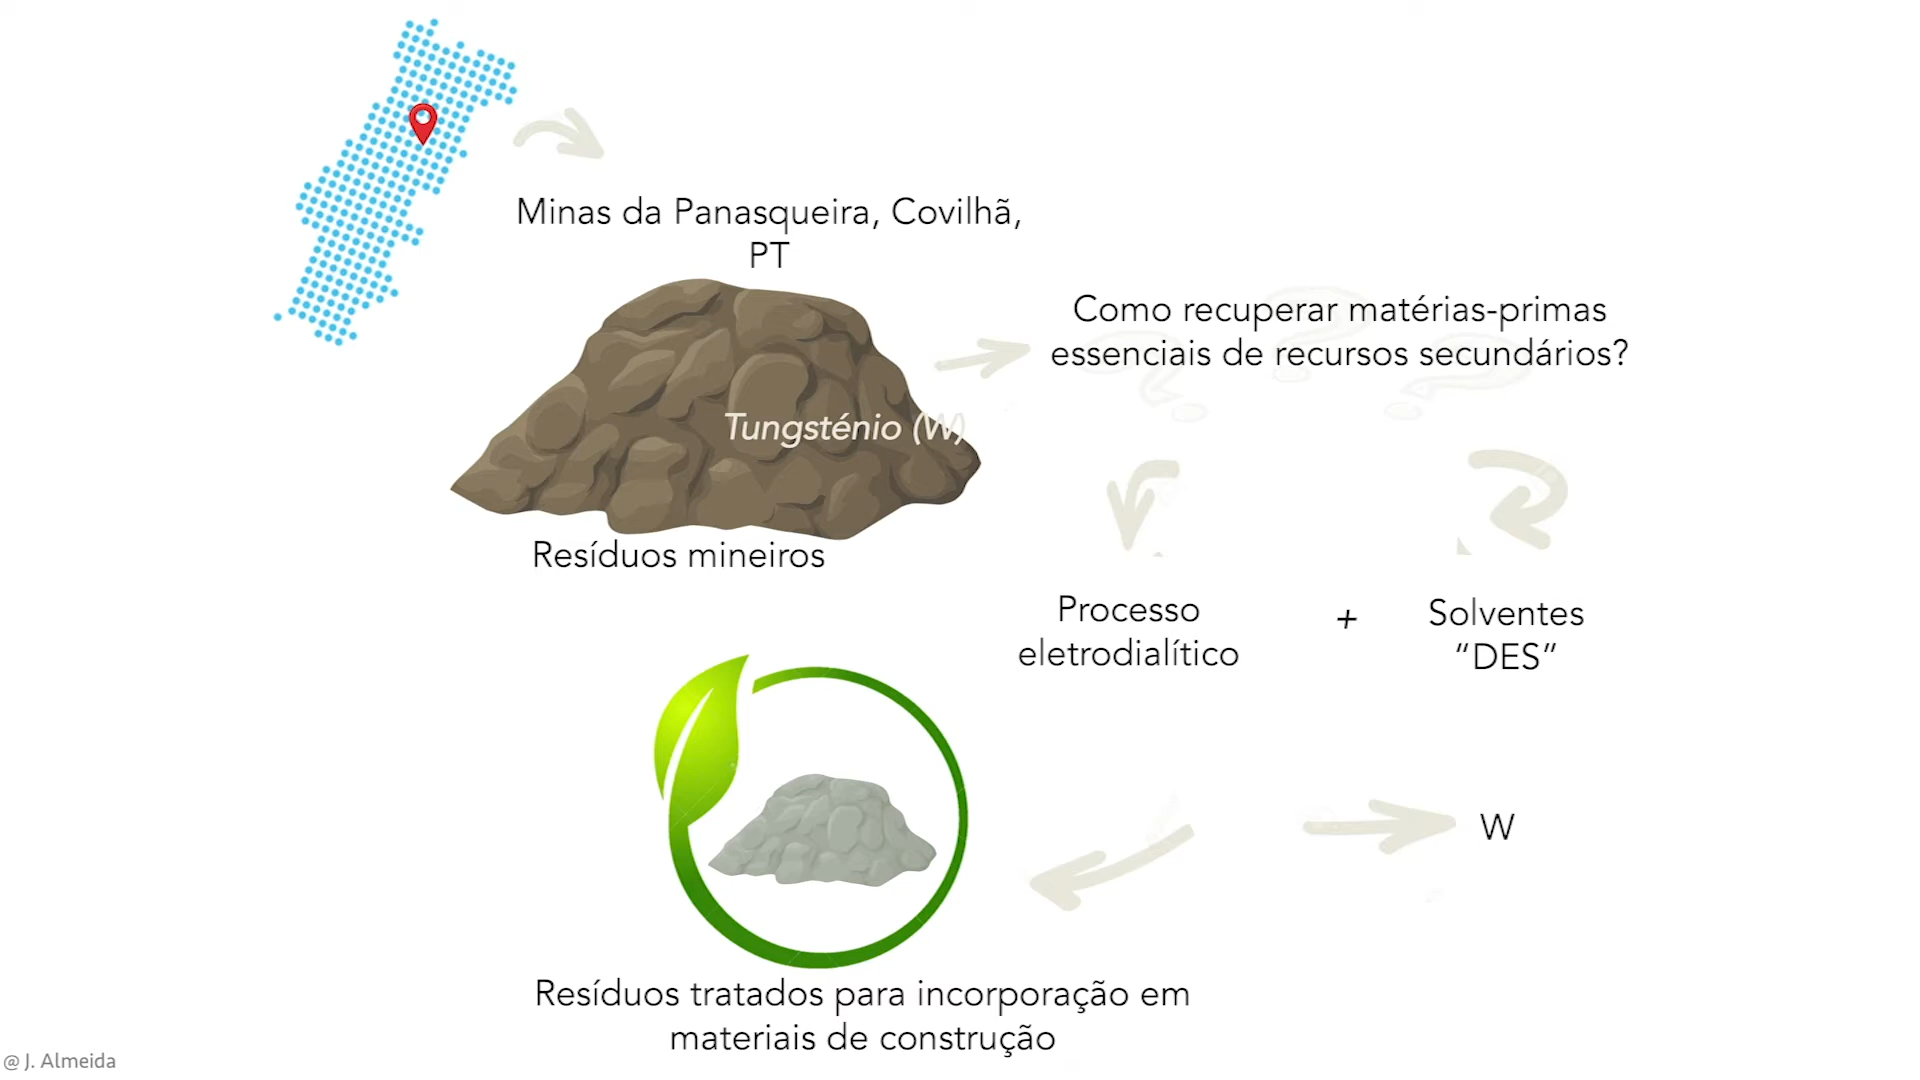 Minas da Panasqueira, Covilhã,
PT
Como recuperar matérias-primas
essenciais de recursos secundários?
Tungsténio (W)
Resíduos mineiros
Processo
eletrodialítico
+
Solventes
“DES”
W
Resíduos tratados para incorporação em
materiais de construção
@ J. Almeida